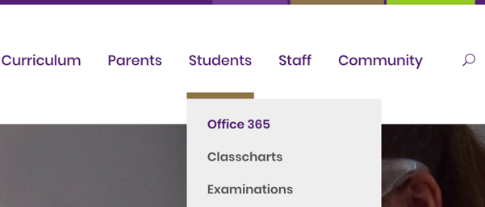 Curriculum Parents Students Staff Community
Office 365
Classcharts
Examinations